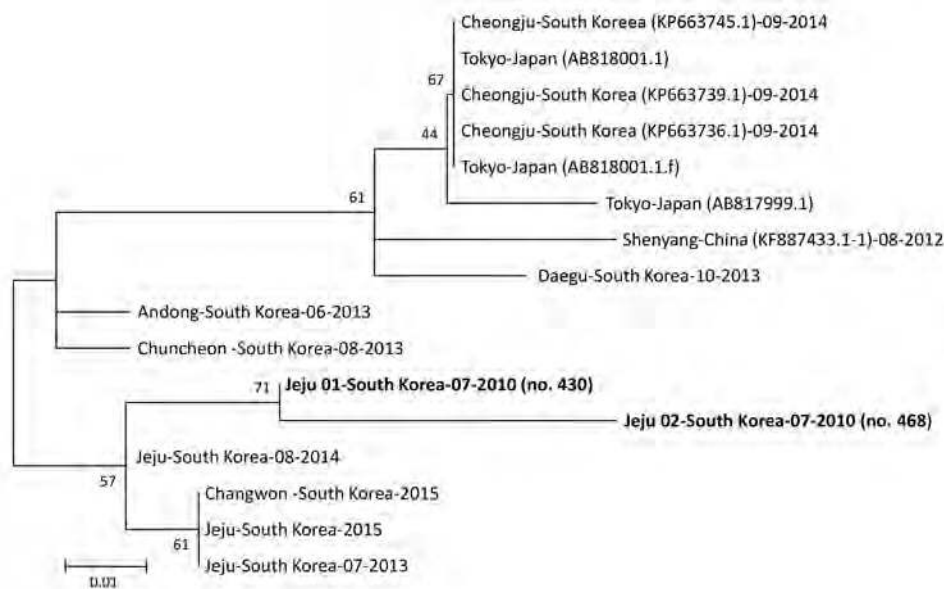 Cheongju-South Koreea (KP663745.1)-09-2014
Tokyo-Japan (AB818001.1)
67
Cheongju-South Korea (KP663739.1)-09-2014
44
Cheongju-South Korea (KP663736.1)-09-2014
Tokyo-Japan (AB818001.1.f)
61
Tokyo-Japan (AB817999.1)
Shenyang-China (KF887433.1-1)-08-2012
Daegu-South Korea-10-2013
Andong-South Korea-06-2013
Chuncheon -South Korea-08-2013
71
Jeju 01-South Korea-07-2010 (no. 430)
Jeju 02-South Korea-07-2010 (no. 468)
Jeju-South Korea-08-2014
57
Changwon -South Korea-2015
Jeju-South Korea-2015
61
Jeju-South Korea-07-2013
0.01